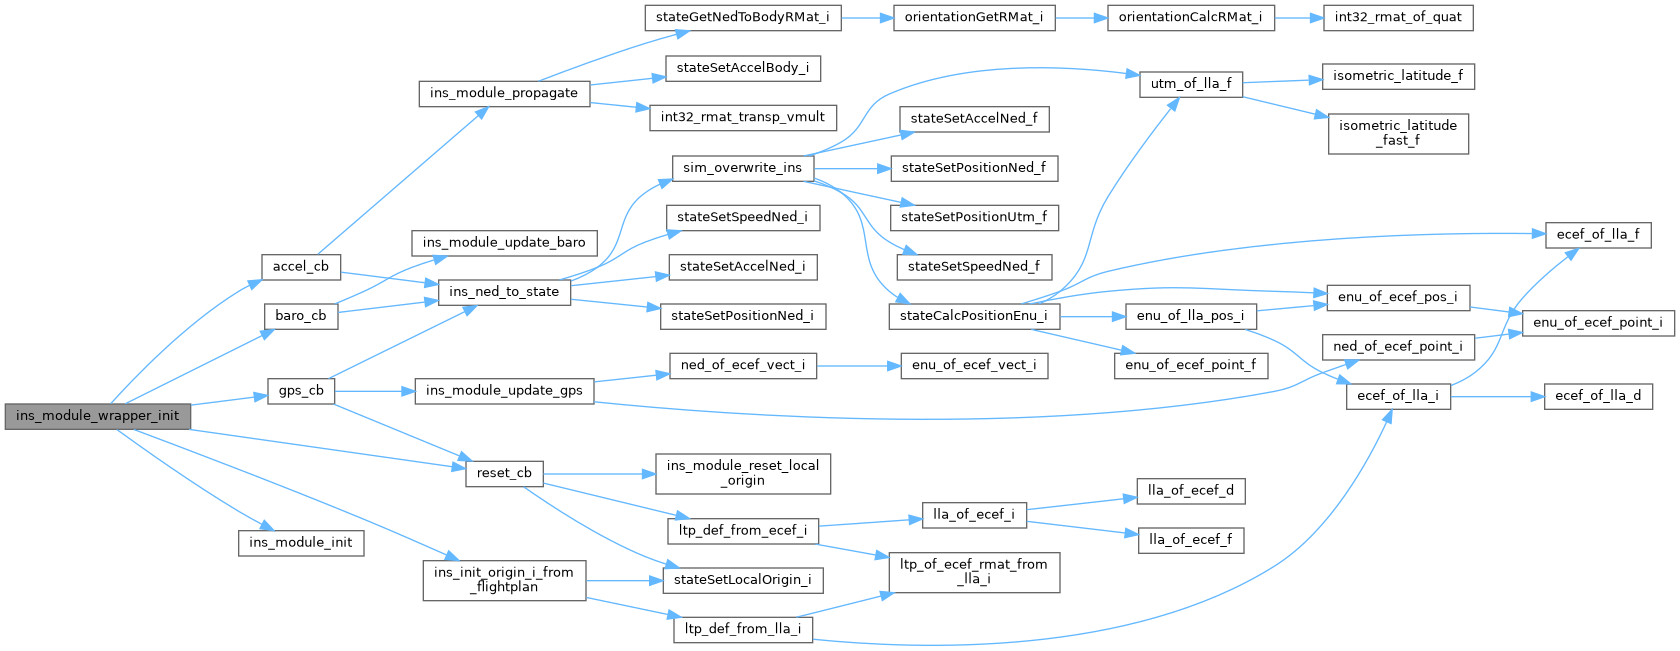 ins_module_wrapper_init
accel_cb
baro_cb
gps_cb
ins_module_init
ins_module_propagate
ins_module_update_baro
ins_ned_to_state
ins_module_update_gps
reset_cb
ins_init_origin_i_from
_flightplan
stateGetNedToBodyRMat_i
stateSetAccelBody_i
int32_rmat_transp_vmult
sim_overwrite_ins
stateSetSpeedNed_i
stateSetAccelNed_i
stateSetPositionNed_i
ned_of_ecef_vect_i
ins_module_reset_local
_origin
ltp_def_from_ecef_i
stateSetLocalOrigin_i
ltp_def_from_lla_i
orientationGetRMat_i
stateSetAccelNed_f
stateSetPositionNed_f
stateSetPositionUtm_f
stateSetSpeedNed_f
stateCalcPositionEnu_i
enu_of_ecef_vect_i
lla_of_ecef_i
ltp_of_ecef_rmat_from
_lla_i
orientationCalcRMat_i
utm_of_lla_f
enu_of_lla_pos_i
enu_of_ecef_point_f
lla_of_ecef_d
lla_of_ecef_f
int32_rmat_of_quat
isometric_latitude_f
isometric_latitude
_fast_f
enu_of_ecef_pos_i
ned_of_ecef_point_i
ecef_of_lla_i
ecef_of_lla_f
enu_of_ecef_point_i
ecef_of_lla_d